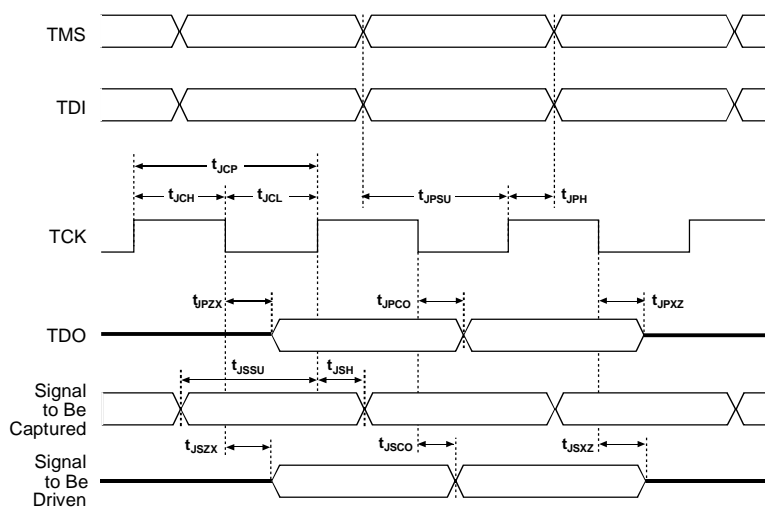 TMS
TDI
tJCP
tJCH
tJCL
tJPSU
tJPH
TCK
tJPZX
tJPCO
tJPXZ
TDO
tJSSU
tJSH
Signal
to Be
Captured
tJSZX
tJSCO
tJSXZ
Signal
to Be
Driven